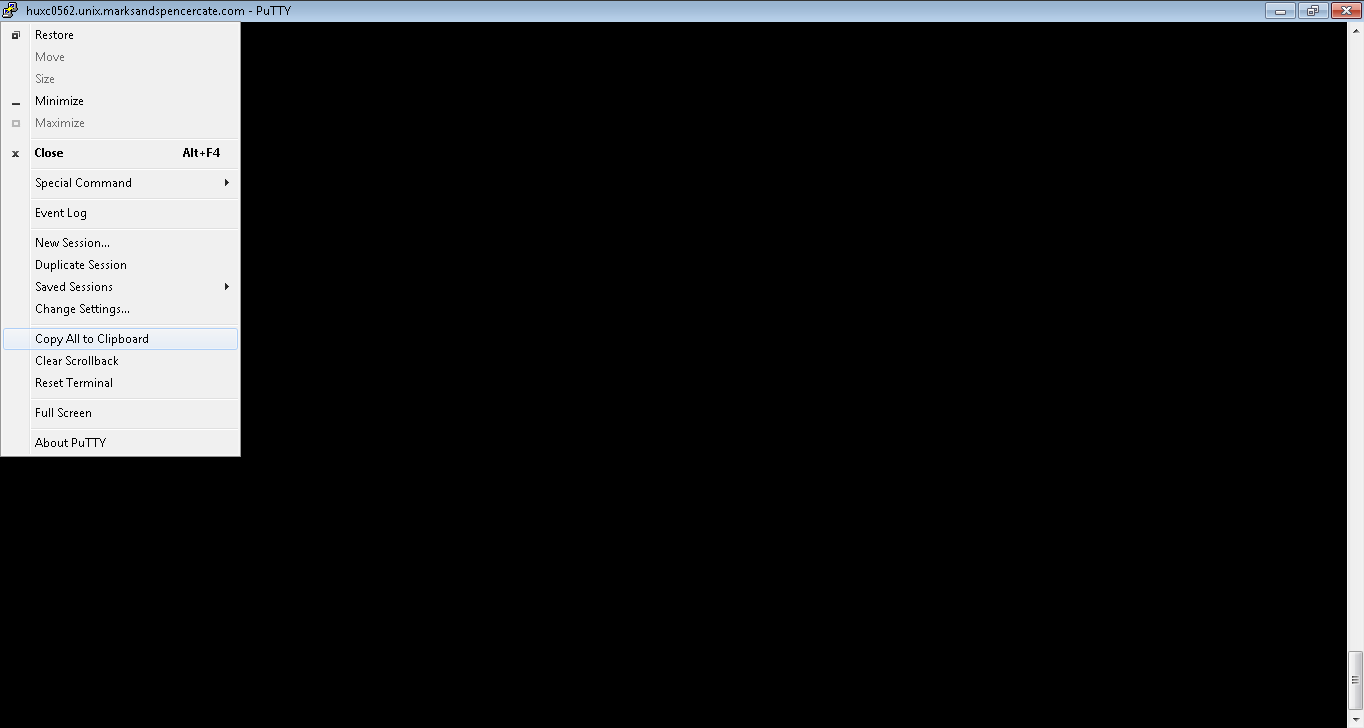 huxc0562.unix.marksandspencercate.com - PuTTY
Restore
Move
Size
Minimize
Maximize
Close Alt+F4
Special Command
Event Log
New Session...
Duplicate Session
Saved Sessions
Change Settings...
Copy All to Clipboard
Clear Scrollback
Reset Terminal
Full Screen
About PuTTY